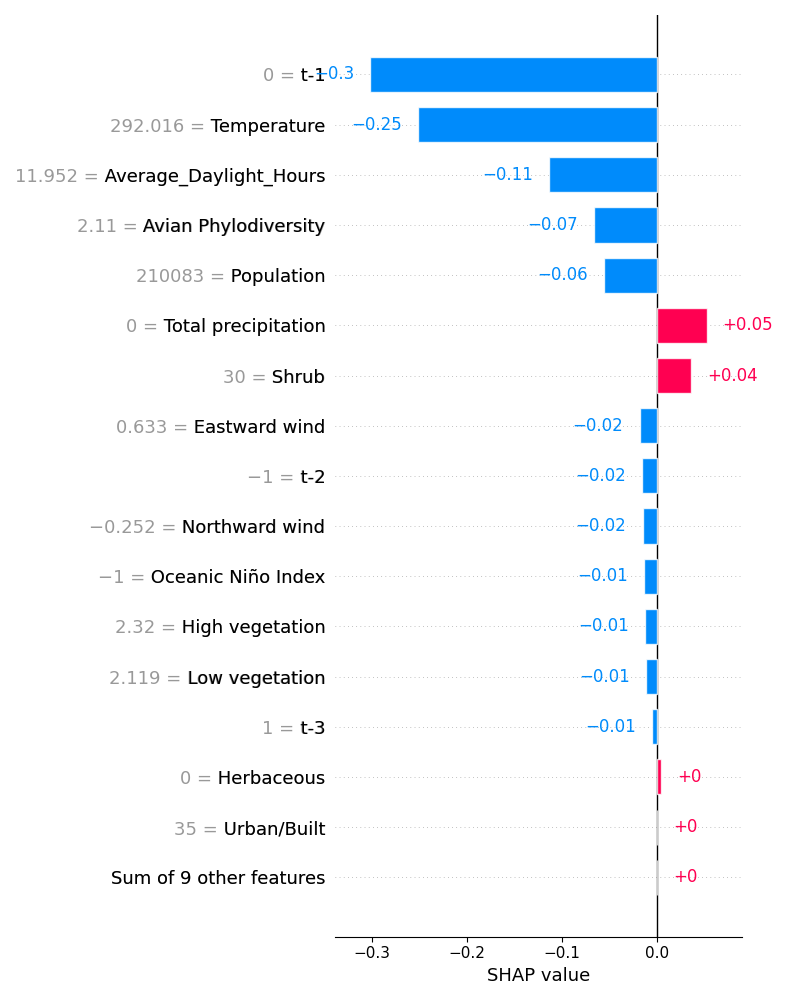 0 = t-1 −0.3
292.016 = Temperature −0.25
11.952 = Average_Daylight_Hours −0.11
2.11 = Avian Phylodiversity −0.07
210083 = Population −0.06
0 = Total precipitation +0.05
30 = Shrub +0.04
0.633 = Eastward wind −0.02
−1 = t-2 −0.02
−0.252 = Northward wind −0.02
−1 = Oceanic Niño Index −0.01
2.32 = High vegetation −0.01
2.119 = Low vegetation −0.01
1 = t-3 −0.01
0 = Herbaceous +0
35 = Urban/Built +0
Sum of 9 other features +0
−0.3 −0.2 −0.1 0.0
SHAP value